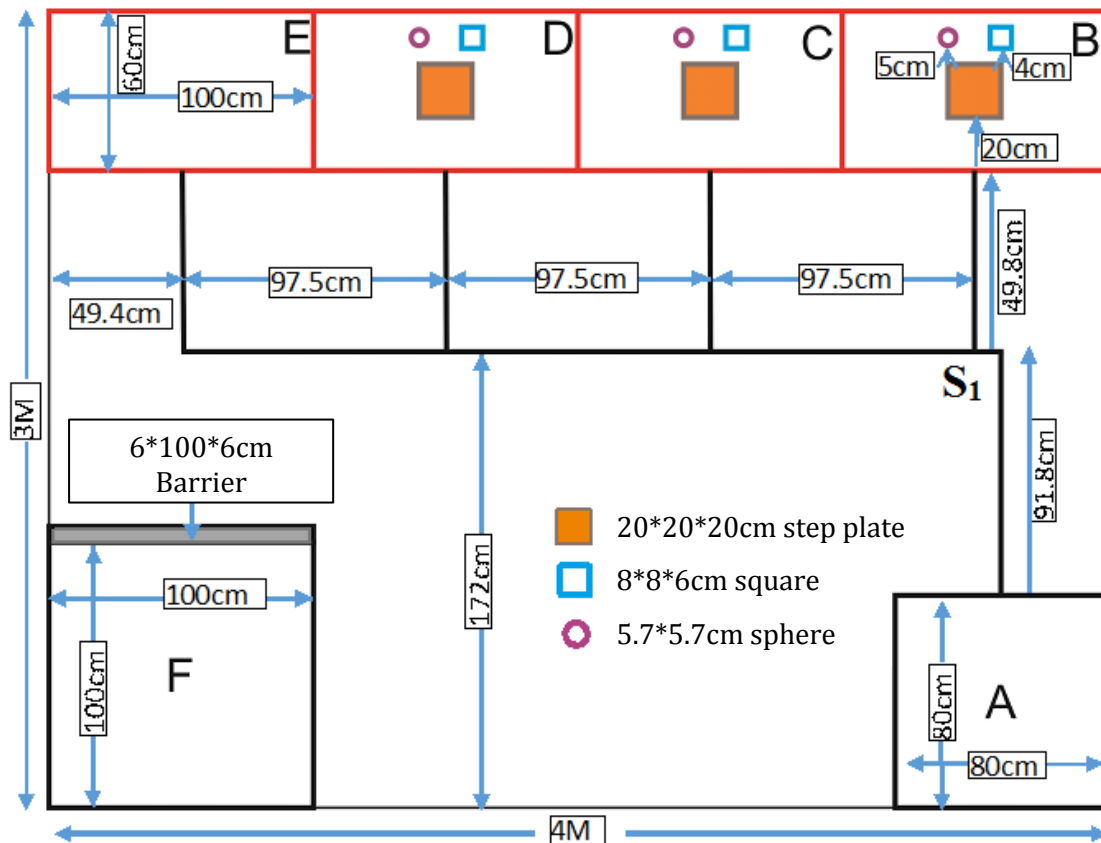 E
D
C
B
60cm
100cm
5cm
4cm
20cm
49.4cm
97.5cm
97.5cm
97.5cm
49.8cm
S₁
3M
6*100*6cm
Barrier
91.8cm
172cm
20*20*20cm step plate
8*8*6cm square
5.7*5.7cm sphere
100cm
100cm
F
A
80cm
80cm
4M